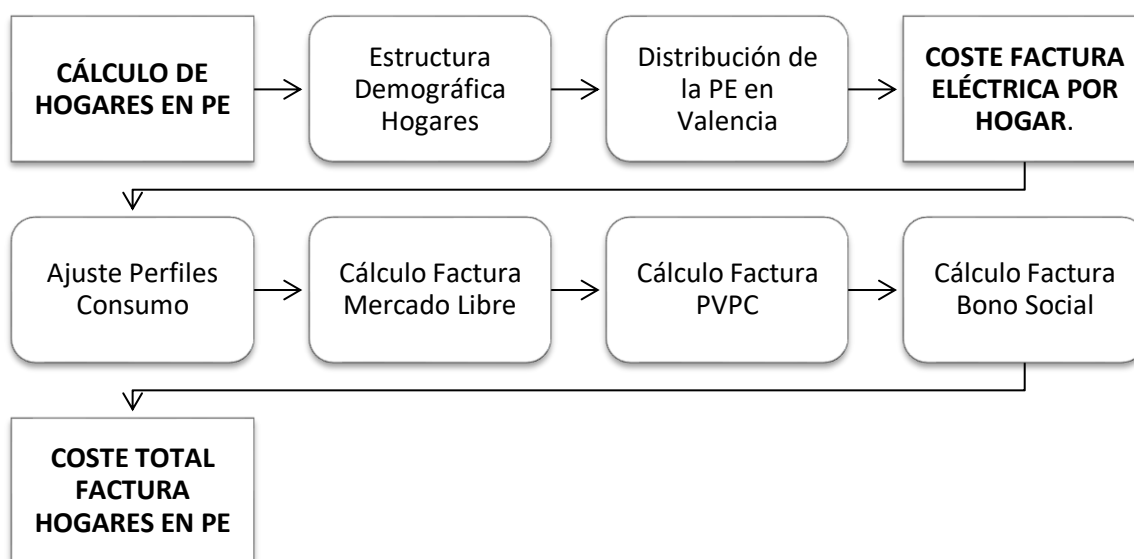 CÁLCULO DE
HOGARES EN PE
Estructura
Demográfica
Hogares
Distribución de
la PE en
Valencia
COSTE FACTURA
ELÉCTRICA POR
HOGAR.
Ajuste Perfiles
Consumo
Cálculo Factura
Mercado Libre
Cálculo Factura
PVPC
Cálculo Factura
Bono Social
COSTE TOTAL
FACTURA
HOGARES EN PE